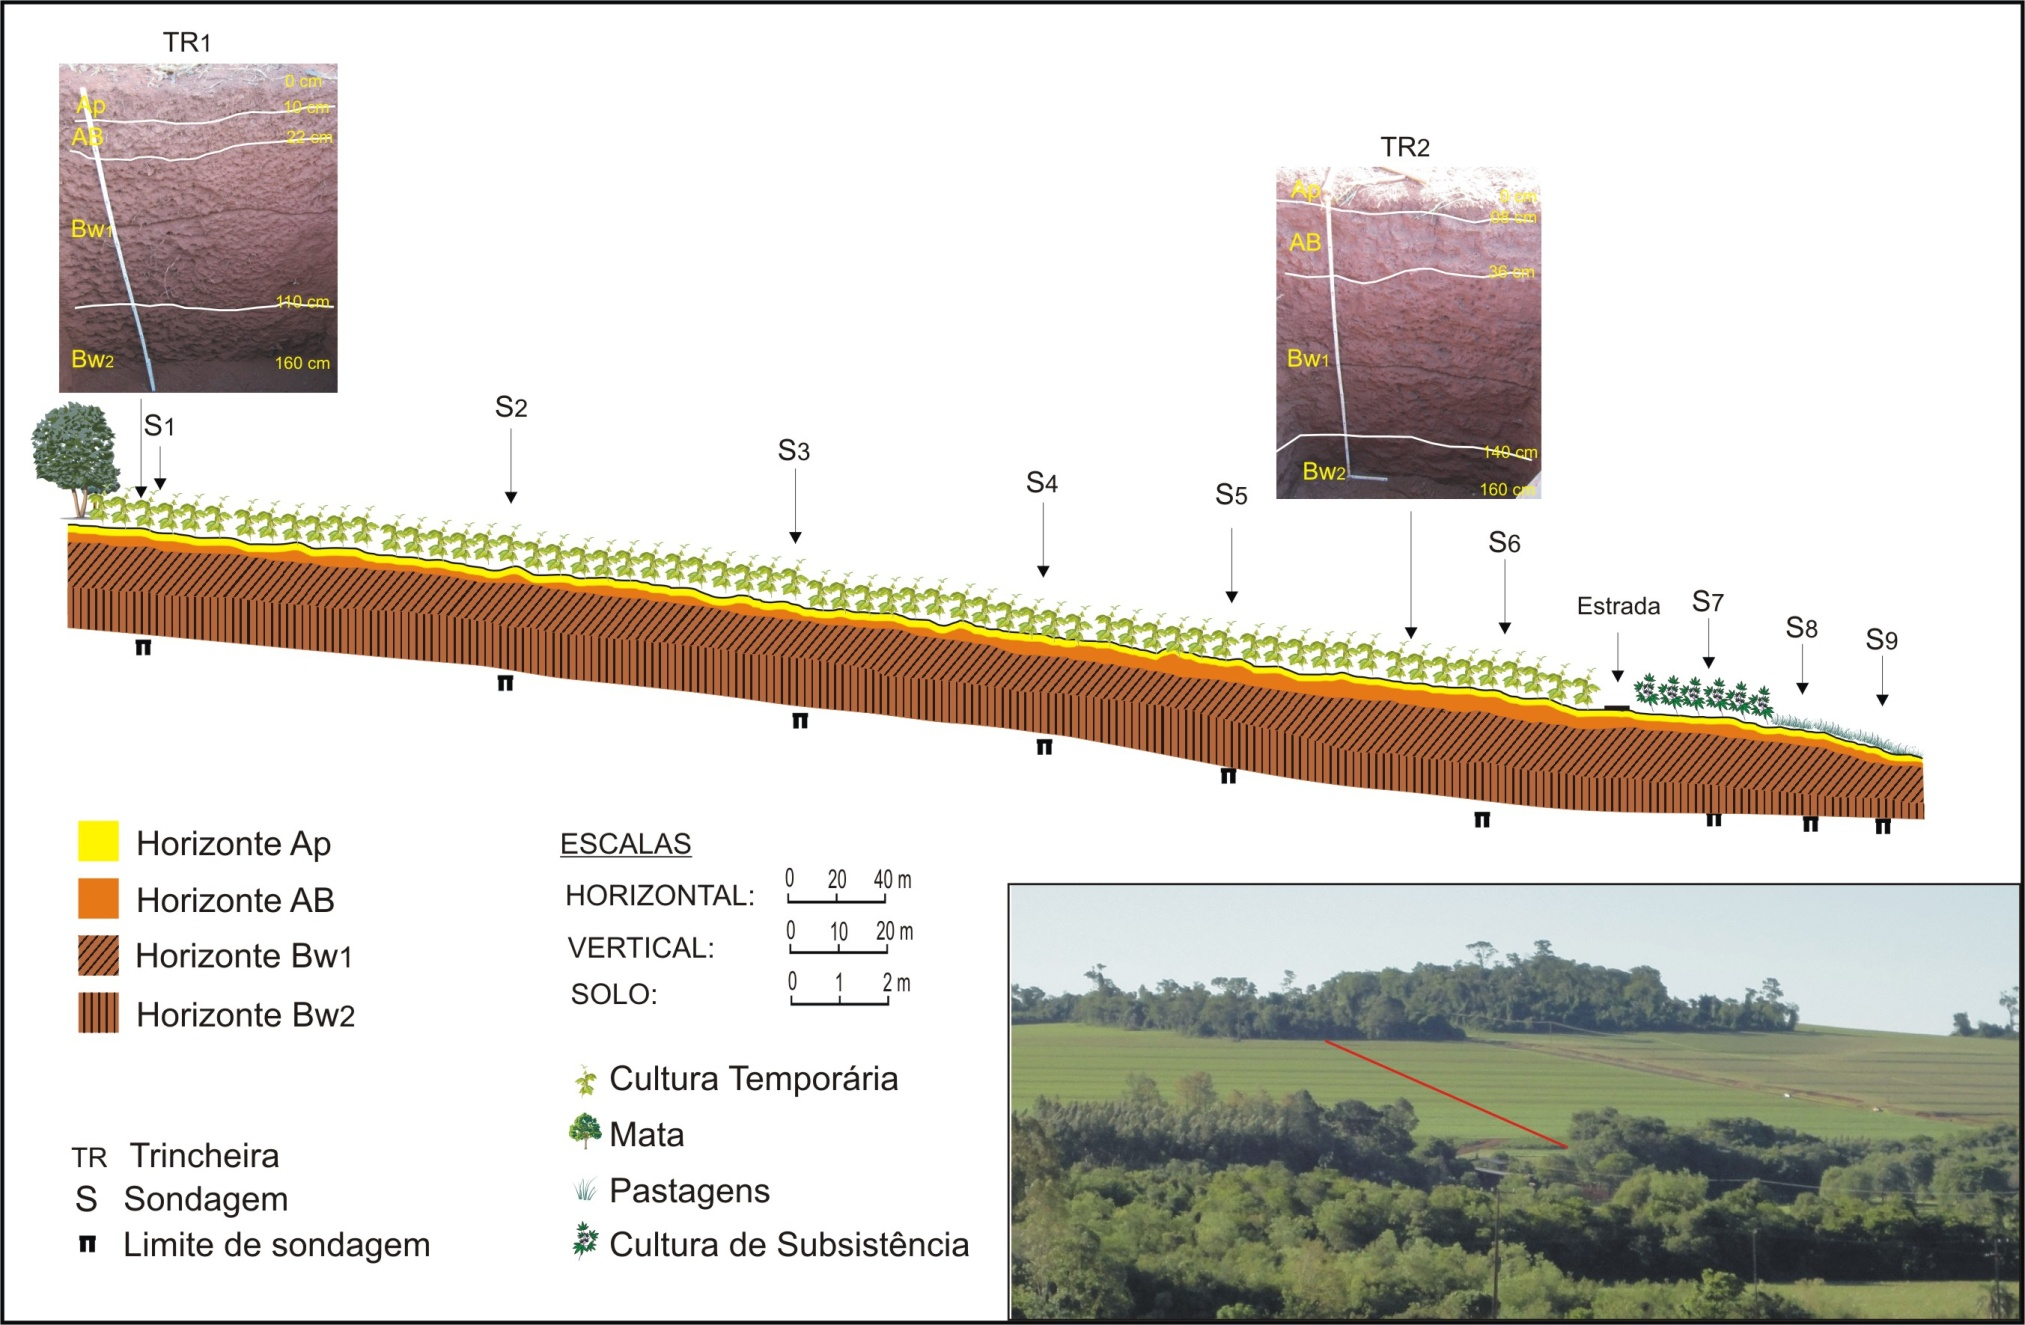 TR1
0 cm
Ap
10 cm
AB
22 cm
Bw1
110 cm
Bw2
160 cm
TR2
Ap
0 cm
08 cm
AB
36 cm
Bw1
140 cm
Bw2
160 cm
S1
S2
S3
S4
S5
S6
Estrada
S7
S8
S9
Horizonte Ap
Horizonte AB
Horizonte Bw1
Horizonte Bw2
TR Trincheira
S Sondagem
Limite de sondagem
ESCALAS
HORIZONTAL: 0 20 40 m
VERTICAL: 0 10 20 m
SOLO: 0 1 2 m
Cultura Temporária
Mata
Pastagens
Cultura de Subsistência